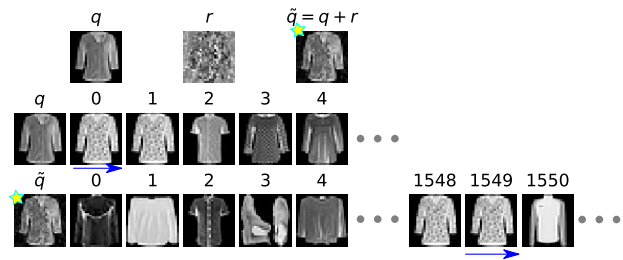 q r q̃ = q + r
q 0 1 2 3 4
q̃ 0 1 2 3 4 1548 1549 1550